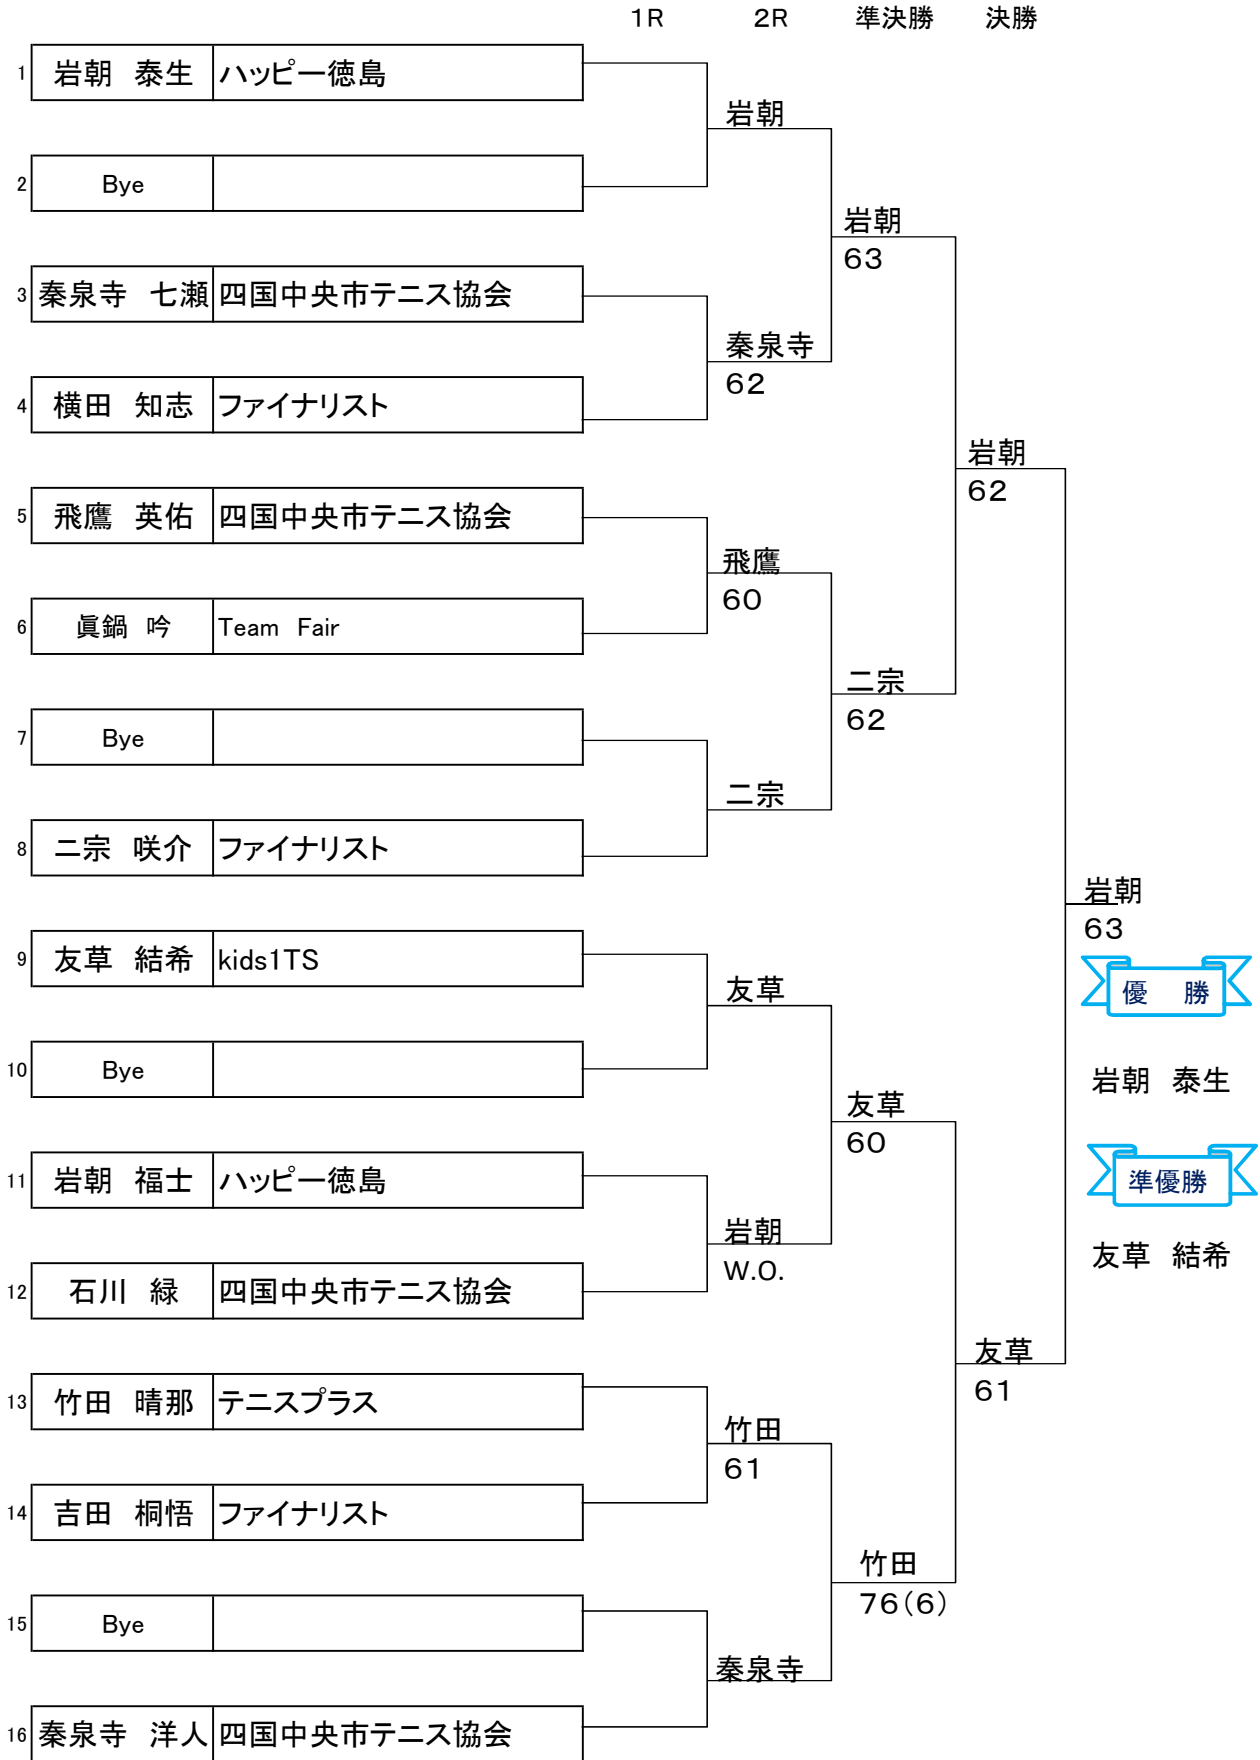 1R 2R 準決勝 決勝
1 岩朝 泰生 ハッピー徳島
岩朝
2 Bye
岩朝
63
3 秦泉寺 七瀬 四国中央市テニス協会
秦泉寺
62
4 横田 知志 ファイナリスト
岩朝
62
5 飛鷹 英佑 四国中央市テニス協会
飛鷹
60
6 眞鍋 吟 Team Fair
二宗
62
7 Bye
二宗
8 二宗 咲介 ファイナリスト
岩朝
63
9 友草 結希 kids1TS
友草
優 勝
10 Bye
岩朝 泰生
友草
60
11 岩朝 福士 ハッピー徳島
準優勝
岩朝
W.O.
友草 結希
12 石川 緑 四国中央市テニス協会
友草
61
13 竹田 晴那 テニスプラス
竹田
61
14 吉田 桐悟 ファイナリスト
竹田
76(6)
15 Bye
秦泉寺
16 秦泉寺 洋人 四国中央市テニス協会